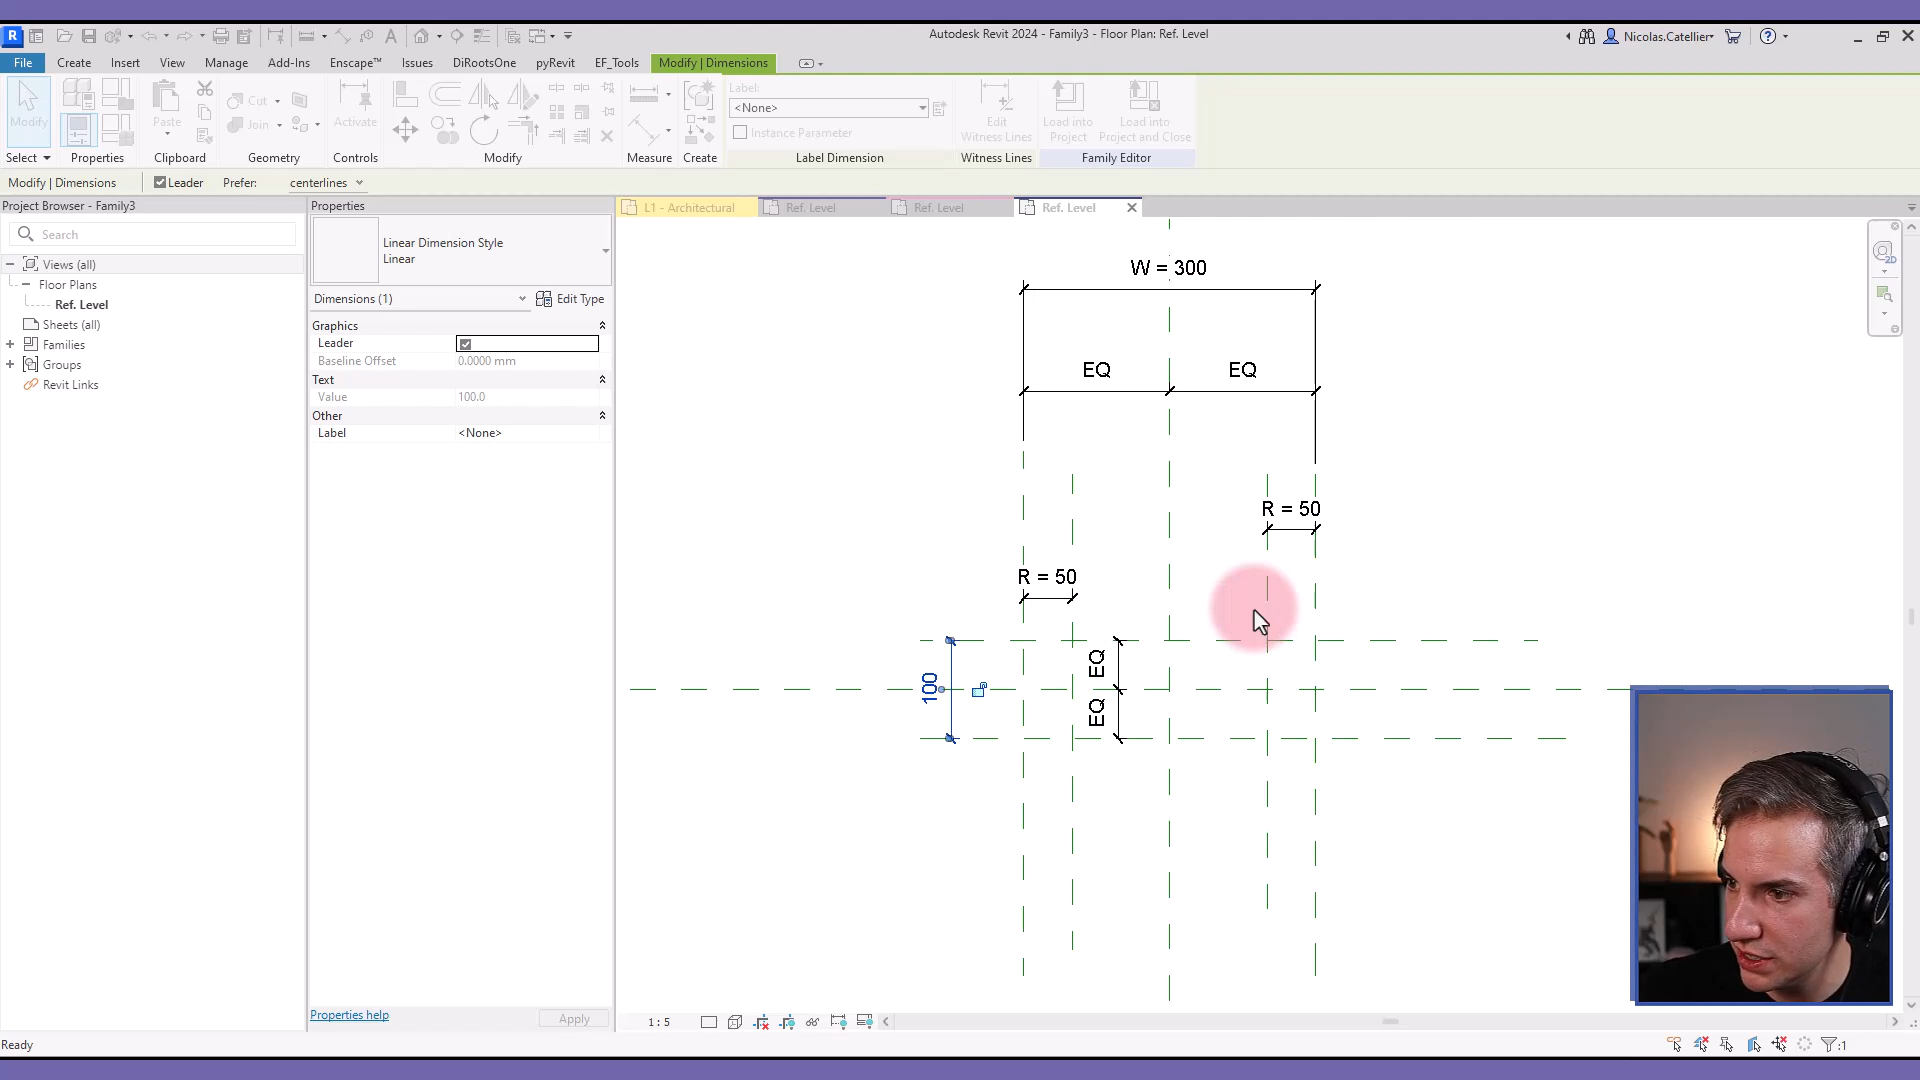 Autodesk Revit 2024 - Family3 - Floor Plan: Ref. Level
Nicolas.Catellier
File Create Insert View Manage Add-Ins Enscape™ Issues DiRootsOne pyRevit EF_Tools Modify | Dimensions
Modify
Paste
Cut
Join
Activate
Label:
<None>
Instance Parameter
Edit
Witness Lines
Load into
Project
Load into
Project and Close
Select Properties Clipboard Geometry Controls Modify Measure Create Label Dimension Witness Lines Family Editor
Modify | Dimensions Leader Prefer: centerlines
Project Browser - Family3
Search
Views (all)
Floor Plans
Ref. Level
Sheets (all)
Families
Groups
Revit Links
Properties
Linear Dimension Style
Linear
Dimensions (1) Edit Type
Graphics
Leader
Baseline Offset 0.0000 mm
Text
Value 100.0
Other
Label <None>
Properties help Apply
L1 - Architectural Ref. Level Ref. Level Ref. Level
W = 300
EQ EQ
R = 50
R = 50
100
EQ
EQ
1 : 5
Ready
:1